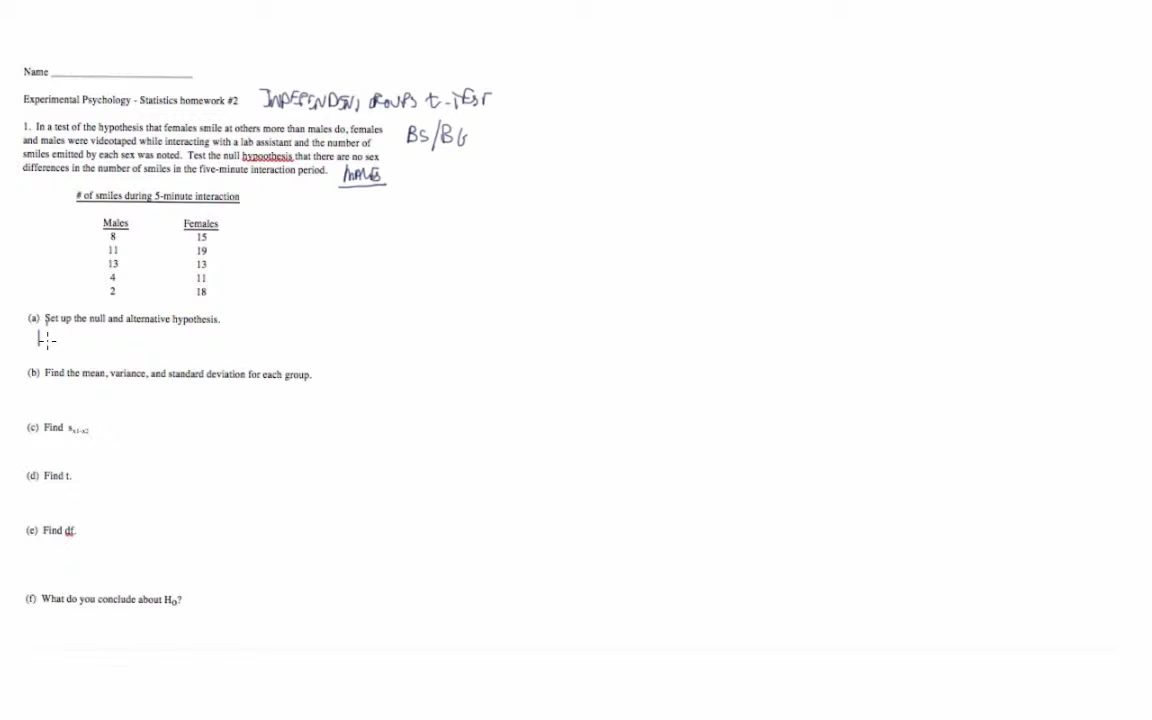 Name
Experimental Psychology - Statistics homework #2 INDEPENDENT GROUPS t-TEST
1. In a test of the hypothesis that females smile at others more than males do, females BS/BG
and males were videotaped while interacting with a lab assistant and the number of
smiles emitted by each sex was noted. Test the null hypoothesis that there are no sex
differences in the number of smiles in the five-minute interaction period. MALES
# of smiles during 5-minute interaction
Males Females
8 15
11 19
13 13
4 11
2 18
(a) Set up the null and alternative hypothesis.
(b) Find the mean, variance, and standard deviation for each group.
(c) Find sx1-x2
(d) Find t.
(e) Find df.
(f) What do you conclude about H0?